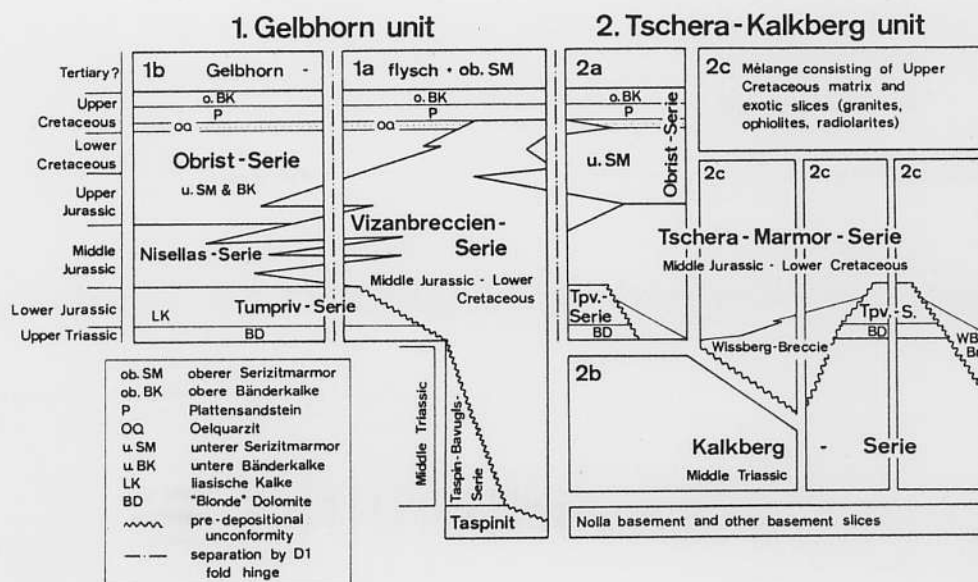 1. Gelbhorn unit
2. Tschera-Kalkberg unit
Tertiary?
Upper
Cretaceous
Lower
Cretaceous
Upper
Jurassic
Middle
Jurassic
Lower Jurassic
Upper Triassic
1b Gelbhorn -
o. BK
P
OQ
Obrist-Serie
u. SM & BK
Nisellas-Serie
Tumpriv-Serie
LK
BD
1a flysch · ob. SM
o. BK
P
OQ
Vizanbreccien-
Serie
Middle Jurassic - Lower
Cretaceous
Middle Triassic
Taspin-Bavugls-
Serie
Taspinit
2a
o. BK
P
u. SM
Obrist-Serie
Tpv.-
Serie
BD
2c Mélange consisting of Upper
Cretaceous matrix and
exotic slices (granites,
ophiolites, radiolarites)
2c
2c
2c
Tschera-Marmor-Serie
Middle Jurassic - Lower Cretaceous
Wissberg-Breccie
Tpv.-S.
BD
WB
Br
2b
Kalkberg - Serie
Middle Triassic
Nolla basement and other basement slices
ob. SM oberer Serizitmarmor
ob. BK obere Bänderkalke
P Plattensandstein
OQ Oelquarzit
u. SM unterer Serizitmarmor
u. BK untere Bänderkalke
LK liasische Kalke
BD "Blonde" Dolomite
pre-depositional
unconformity
separation by D1
fold hinge